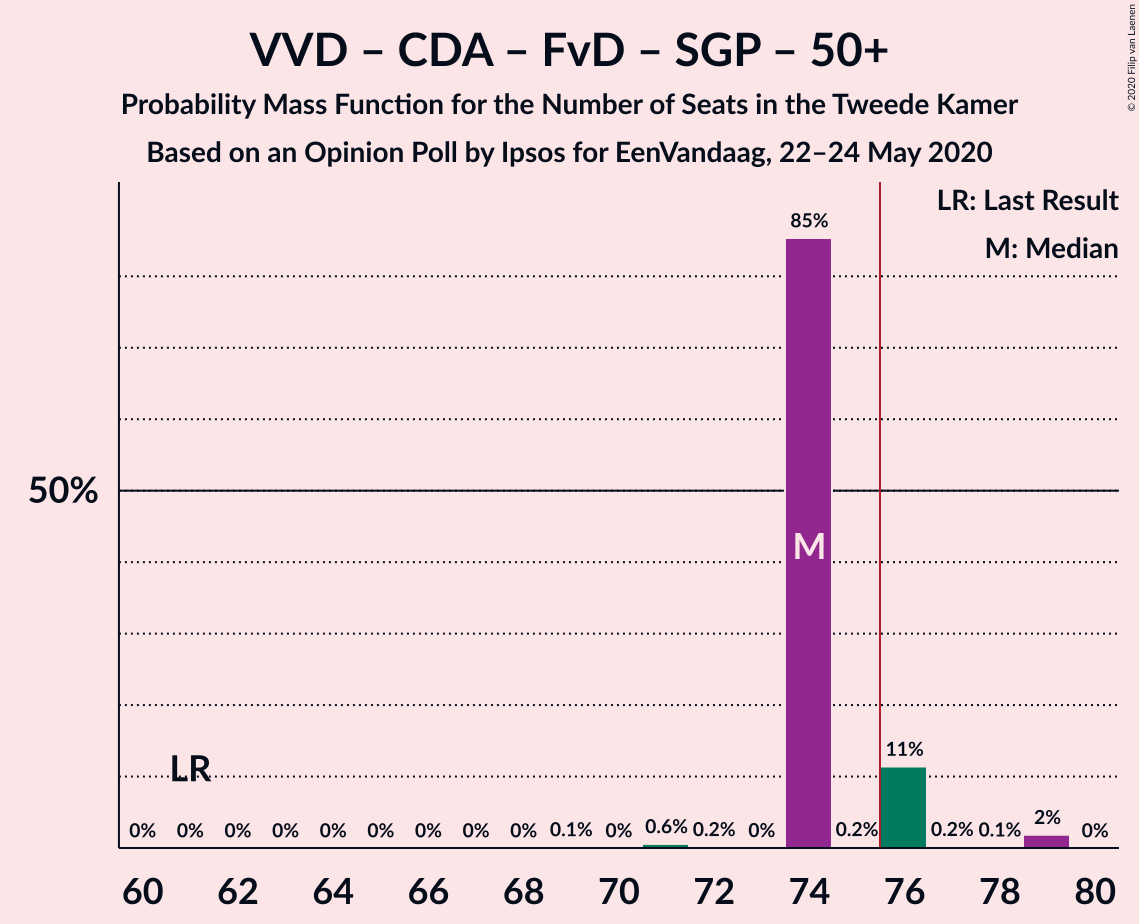 VVD – CDA – FvD – SGP – 50+
Probability Mass Function for the Number of Seats in the Tweede Kamer
Based on an Opinion Poll by Ipsos for EenVandaag, 22–24 May 2020
© 2020 Filip van Laenen
LR: Last Result
M: Median
85%
50%
M
LR
11%
0% 0% 0% 0% 0% 0% 0% 0% 0% 0.1% 0% 0.6% 0.2% 0% 0.2% 0.2% 0.1% 2% 0%
60 62 64 66 68 70 72 74 76 78 80